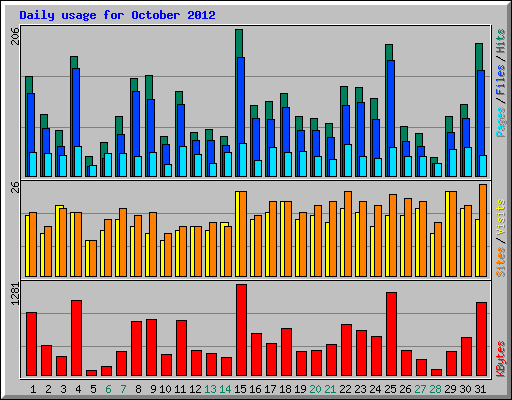 Daily usage for October 2012
206
Pages / Files / Hits
26
Sites / Visits
1281
KBytes
1 2 3 4 5 6 7 8 9 10 11 12 13 14 15 16 17 18 19 20 21 22 23 24 25 26 27 28 29 30 31